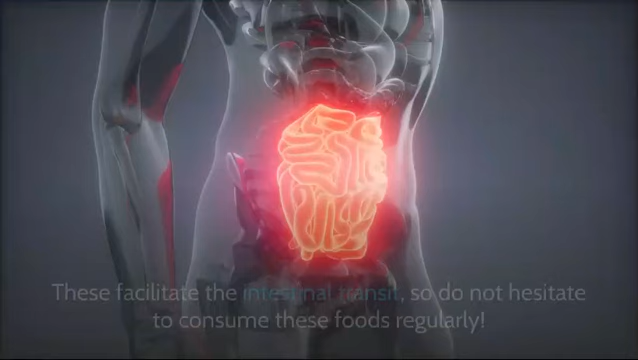 These facilitate the intestinal transit, so do not hesitate
to consume these foods regularly!